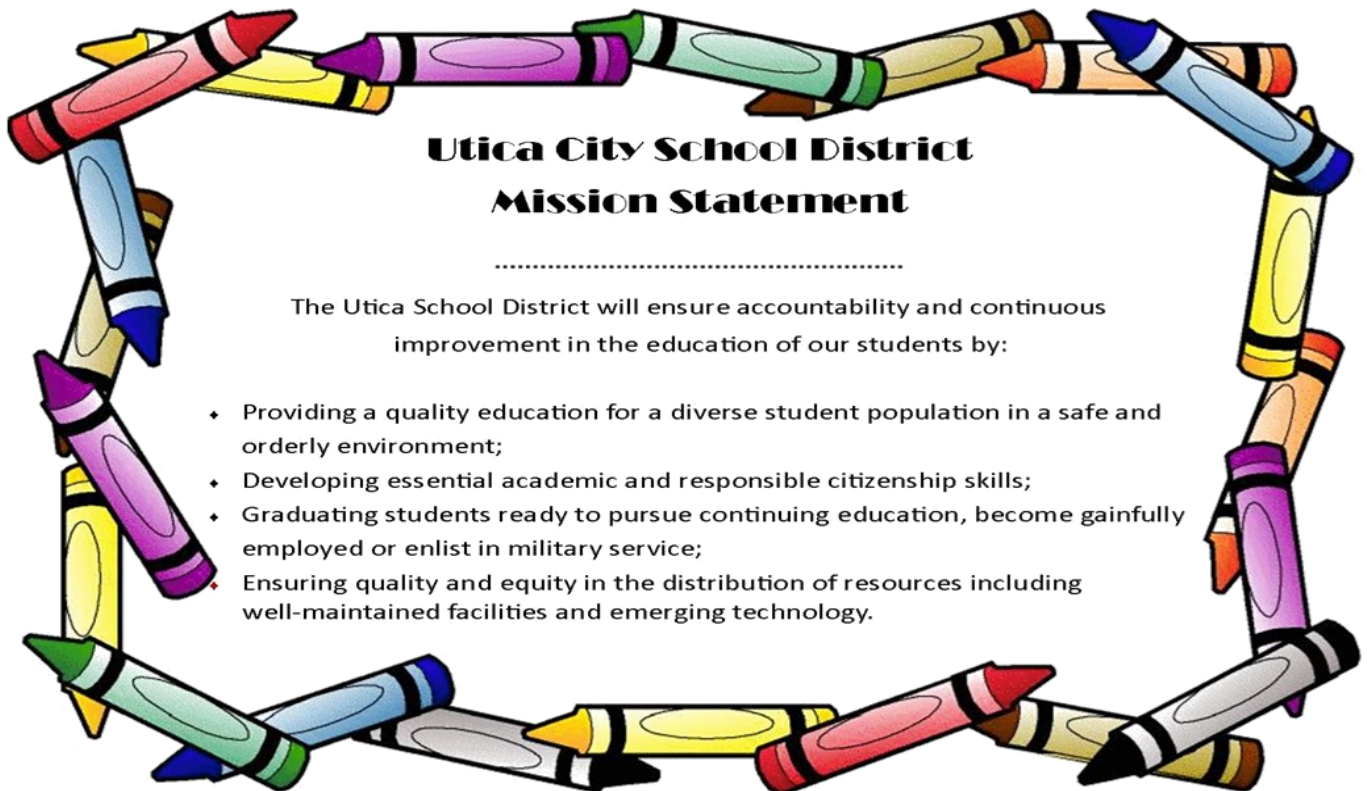 Utica City School District
Mission Statement
The Utica School District will ensure accountability and continuous
improvement in the education of our students by:
Providing a quality education for a diverse student population in a safe and
orderly environment;
Developing essential academic and responsible citizenship skills;
Graduating students ready to pursue continuing education, become gainfully
employed or enlist in military service;
Ensuring quality and equity in the distribution of resources including
well-maintained facilities and emerging technology.